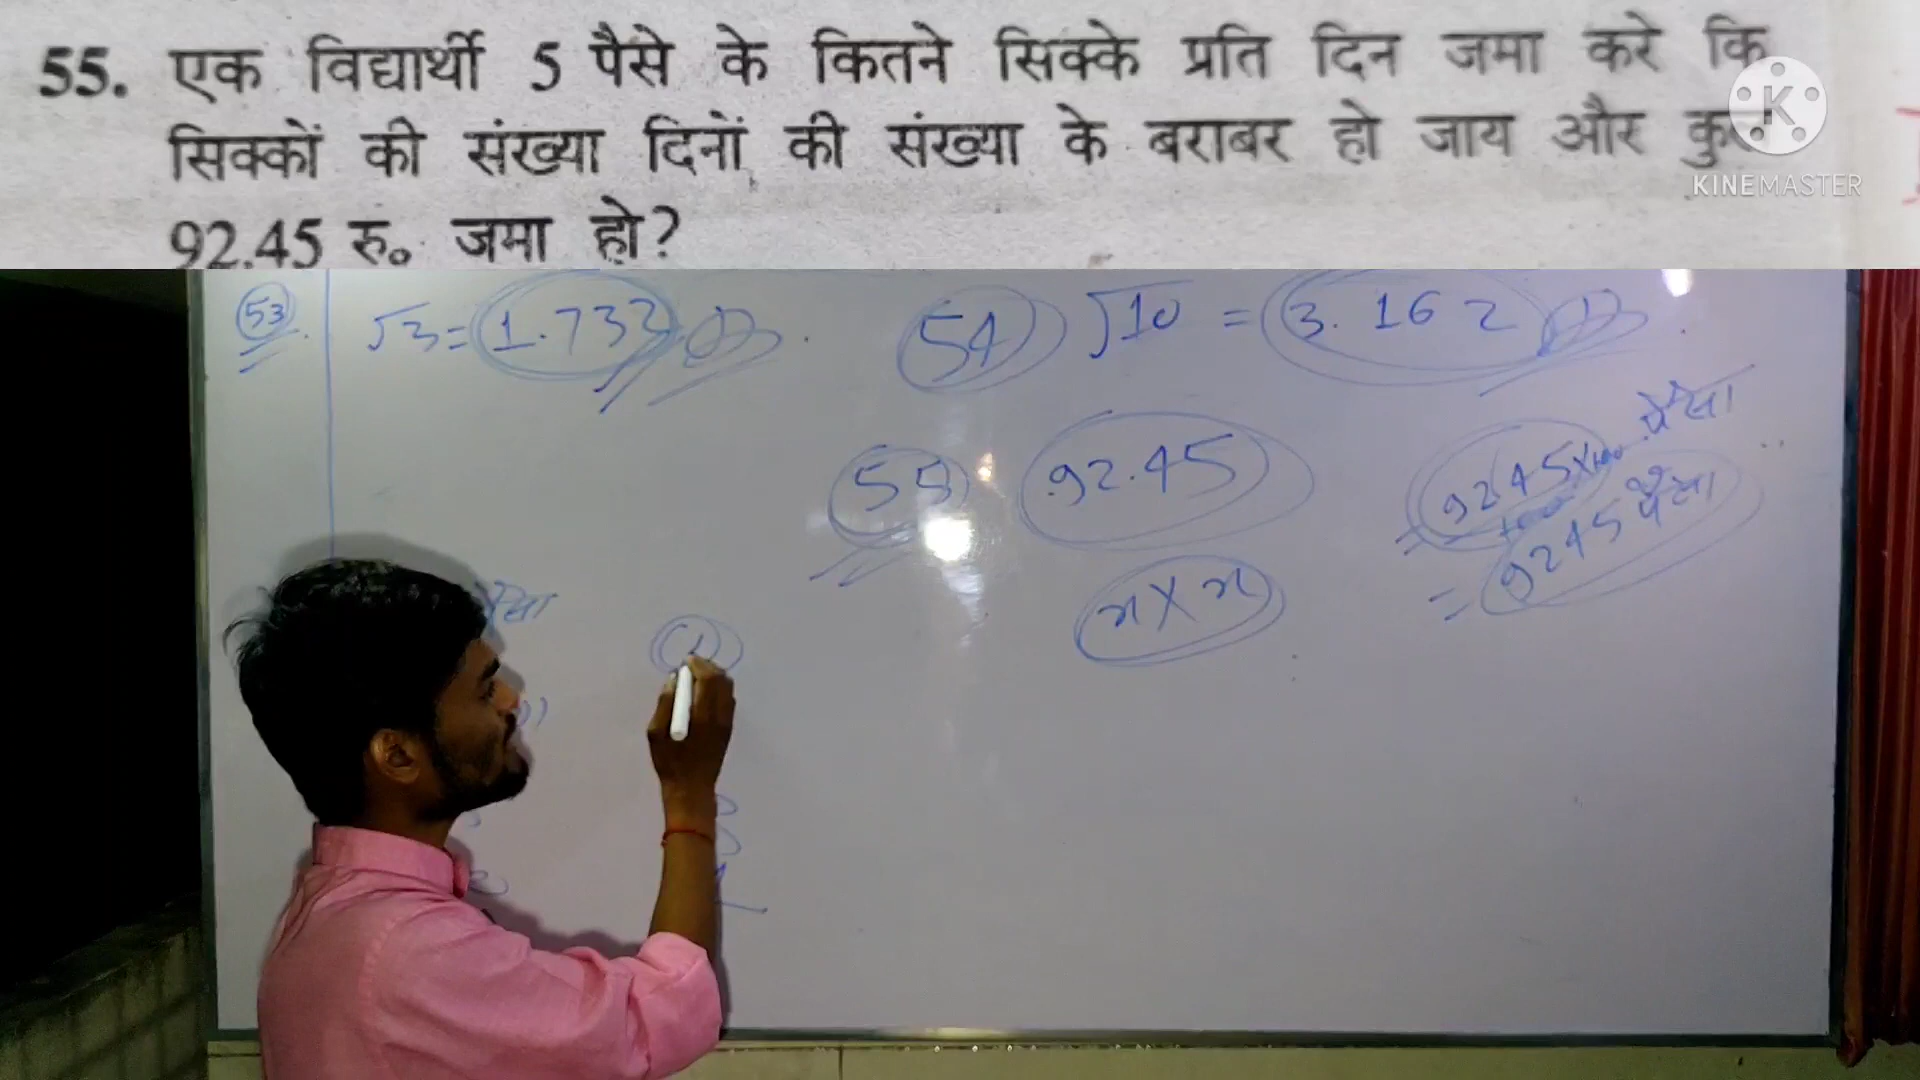 55. एक विद्यार्थी 5 पैसे के कितने सिक्के प्रति दिन जमा करे कि
सिक्कों की संख्या दिनों की संख्या के बराबर हो जाय और
92.45 रु॰ जमा हो?
K
KINEMASTER
53 √3 = 1.732 54 √10 = 3.162
55 92.45 9245 पैसा
= 9245 पैसा
x × x